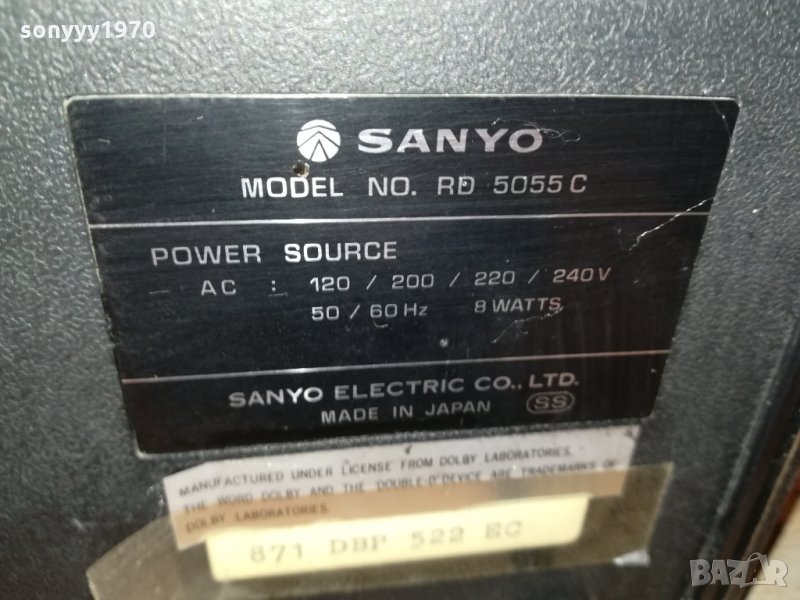 sonyyy1970
SANYO
MODEL NO. RD 5055 C
POWER SOURCE
AC : 120 / 200 / 220 / 240V
50 / 60 Hz 8 WATTS
SANYO ELECTRIC CO., LTD.
MADE IN JAPAN SS
MANUFACTURED UNDER LICENSE FROM DOLBY LABORATORIES.
THE WORD DOLBY AND THE DOUBLE-D DEVICE ARE TRADEMARKS OF
DOLBY LABORATORIES.
871 DBP 522 EC
BAZAR